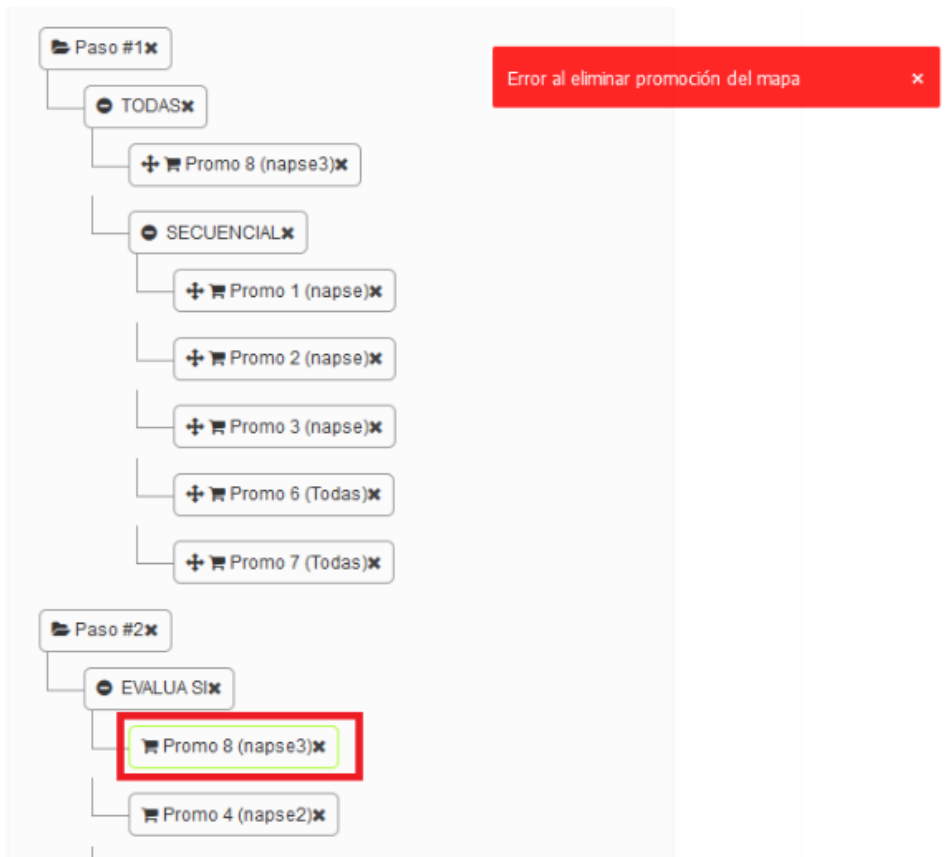 Paso #1
Error al eliminar promoción del mapa
TODAS
Promo 8 (napse3)
SECUENCIAL
Promo 1 (napse)
Promo 2 (napse)
Promo 3 (napse)
Promo 6 (Todas)
Promo 7 (Todas)
Paso #2
EVALUA SI
Promo 8 (napse3)
Promo 4 (napse2)